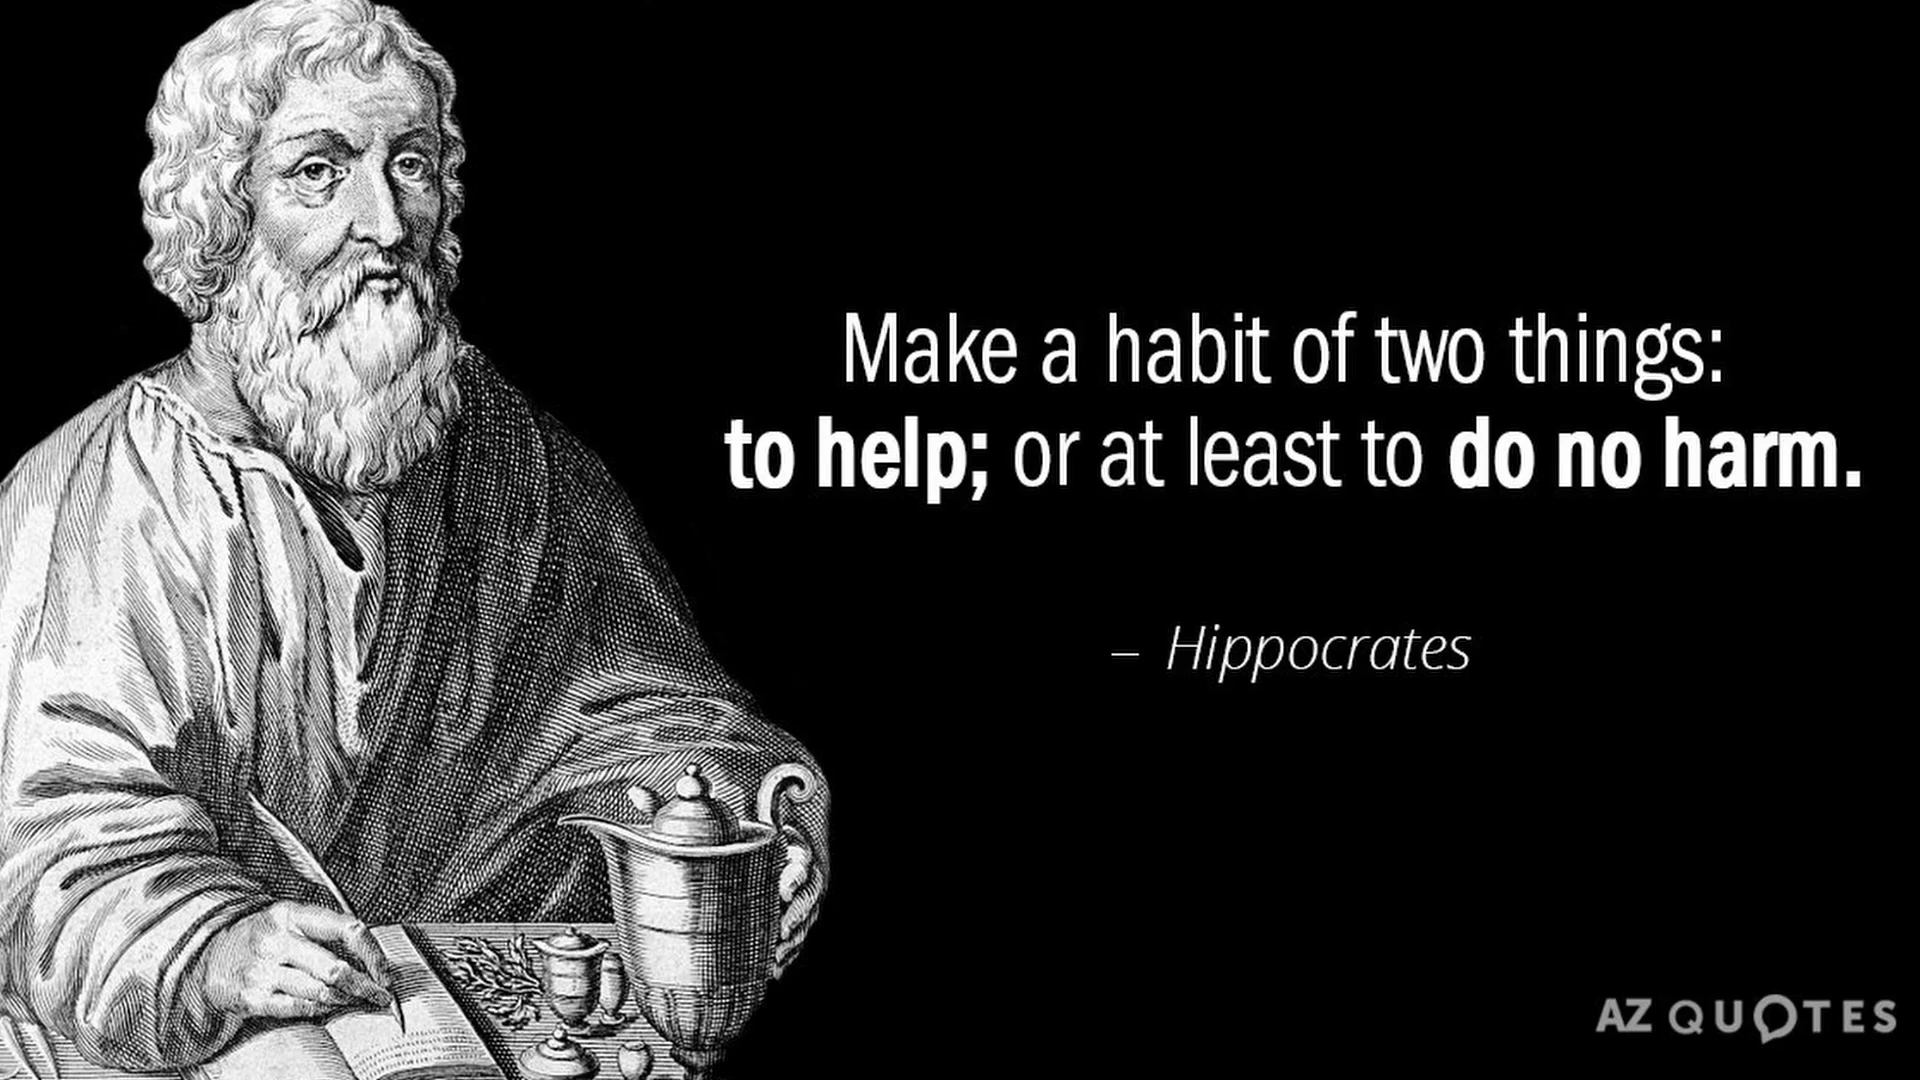 Make a habit of two things:
to help; or at least to do no harm.
– Hippocrates
AZ QUOTES